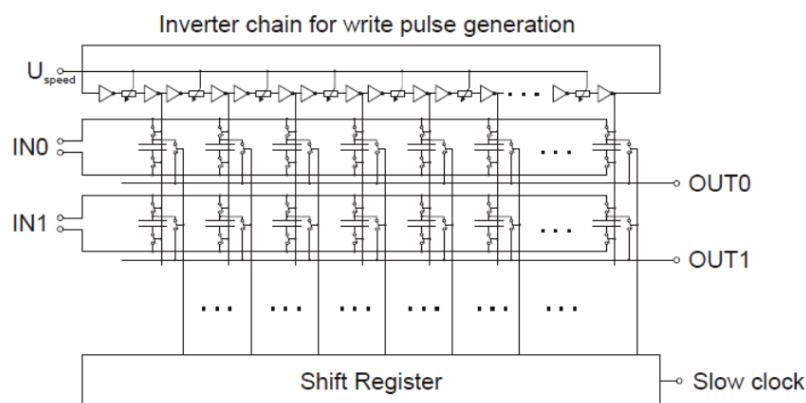 Inverter chain for write pulse generation
U speed
IN0
OUT0
IN1
OUT1
Shift Register
Slow clock